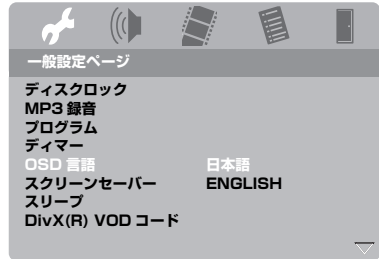 一般設定ページ
ディスクロック
MP3 録音
プログラム
ディマー
OSD 言語 日本語
スクリーンセーバー ENGLISH
スリープ
DivX(R) VOD コード